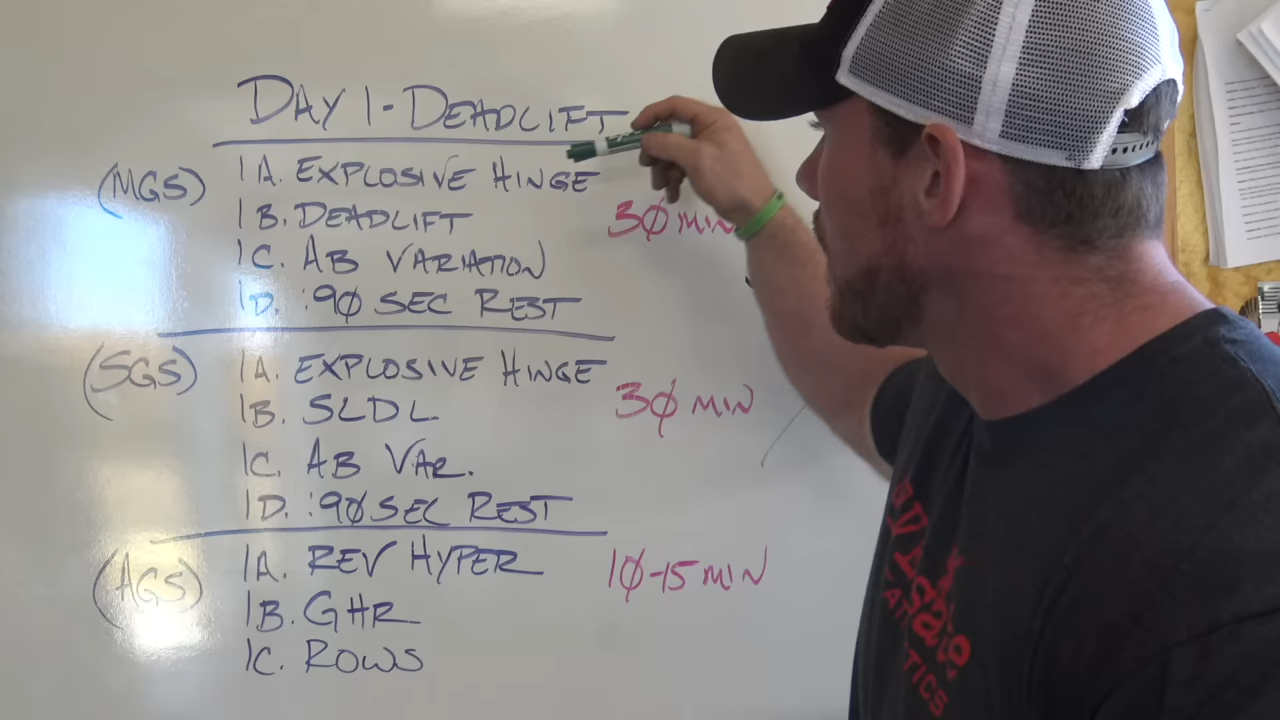 DAY 1 - DEADLIFT
(MGS) 1A. EXPLOSIVE HINGE
1B. DEADLIFT
30 MIN
1C. AB VARIATION
1D. :90 SEC REST
(SGS) 1A. EXPLOSIVE HINGE
1B. SLDL
30 MIN
1C. AB VAR.
1D. :90 SEC REST
(AGS) 1A. REV HYPER
10-15 MIN
1B. GHR
1C. ROWS